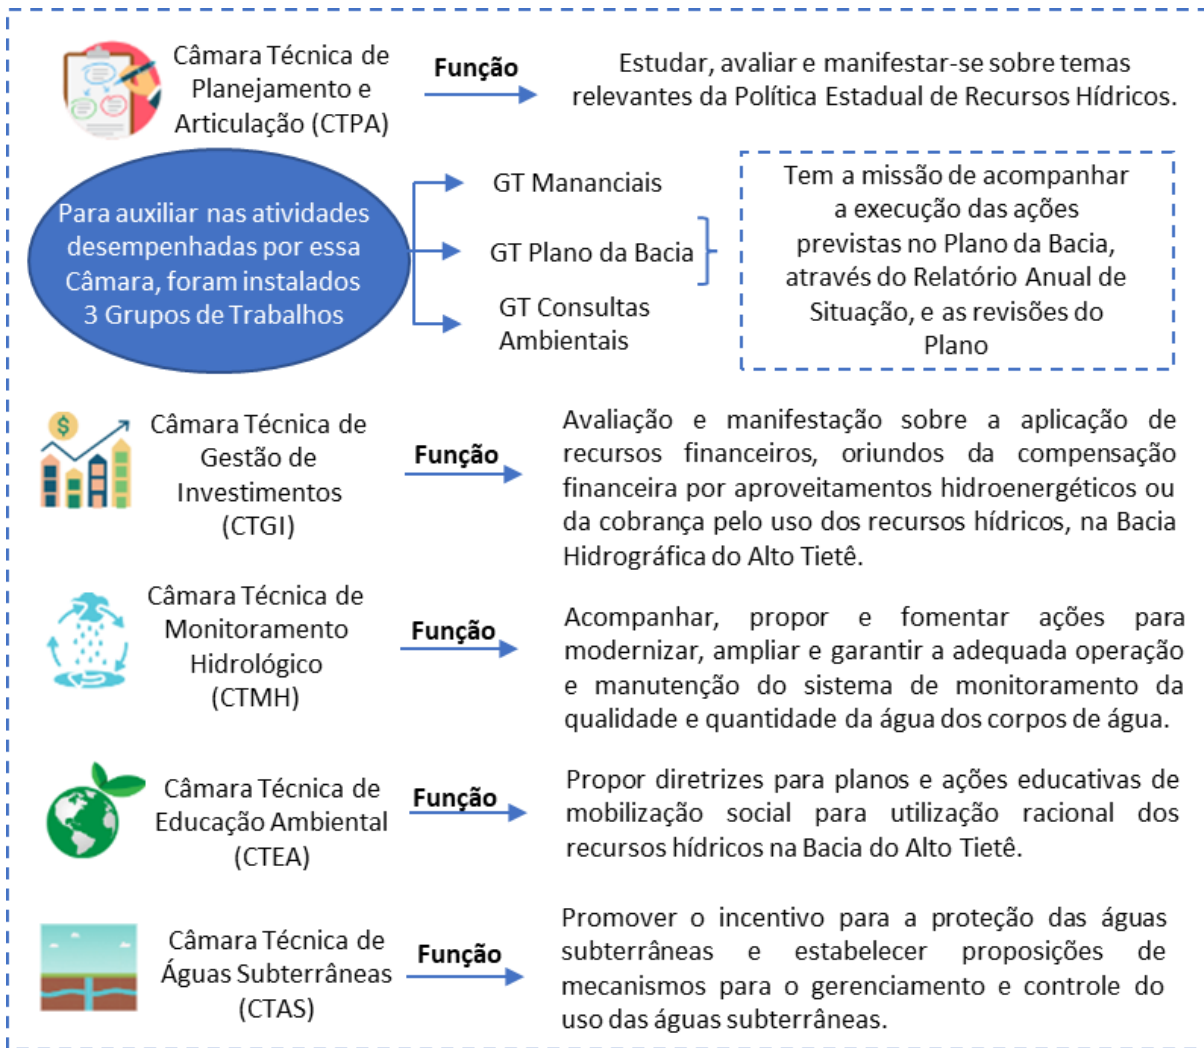 Câmara Técnica de
Planejamento e
Articulação (CTPA)
Função
Estudar, avaliar e manifestar-se sobre temas
relevantes da Política Estadual de Recursos Hídricos.
Para auxiliar nas atividades
desempenhadas por essa
Câmara, foram instalados
3 Grupos de Trabalhos
GT Mananciais
GT Plano da Bacia
GT Consultas
Ambientais
Tem a missão de acompanhar
a execução das ações
previstas no Plano da Bacia,
através do Relatório Anual de
Situação, e as revisões do
Plano
$
Câmara Técnica de
Gestão de
Investimentos
(CTGI)
Função
Avaliação e manifestação sobre a aplicação de
recursos financeiros, oriundos da compensação
financeira por aproveitamentos hidroenergéticos ou
da cobrança pelo uso dos recursos hídricos, na Bacia
Hidrográfica do Alto Tietê.
Câmara Técnica de
Monitoramento
Hidrológico
(CTMH)
Função
Acompanhar, propor e fomentar ações para
modernizar, ampliar e garantir a adequada operação
e manutenção do sistema de monitoramento da
qualidade e quantidade da água dos corpos de água.
Câmara Técnica de
Educação Ambiental
(CTEA)
Função
Propor diretrizes para planos e ações educativas de
mobilização social para utilização racional dos
recursos hídricos na Bacia do Alto Tietê.
Câmara Técnica de
Águas Subterrâneas
(CTAS)
Função
Promover o incentivo para a proteção das águas
subterrâneas e estabelecer proposições de
mecanismos para o gerenciamento e controle do
uso das águas subterrâneas.